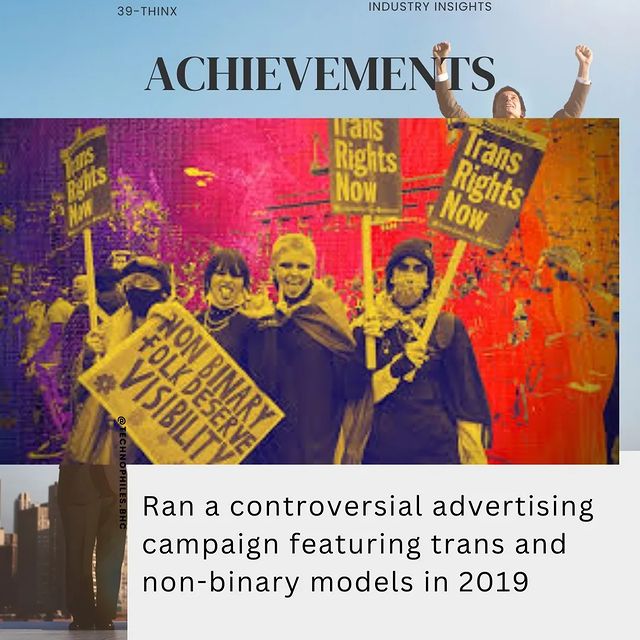 39-THINX
INDUSTRY INSIGHTS
ACHIEVEMENTS
Trans
Rights
Now
Trans
Rights
Now
Trans
Rights
Now
NON BINARY
FOLK DESERVE
VISIBILITY
@TECHNOPHILES.BHC
Ran a controversial advertising
campaign featuring trans and
non-binary models in 2019